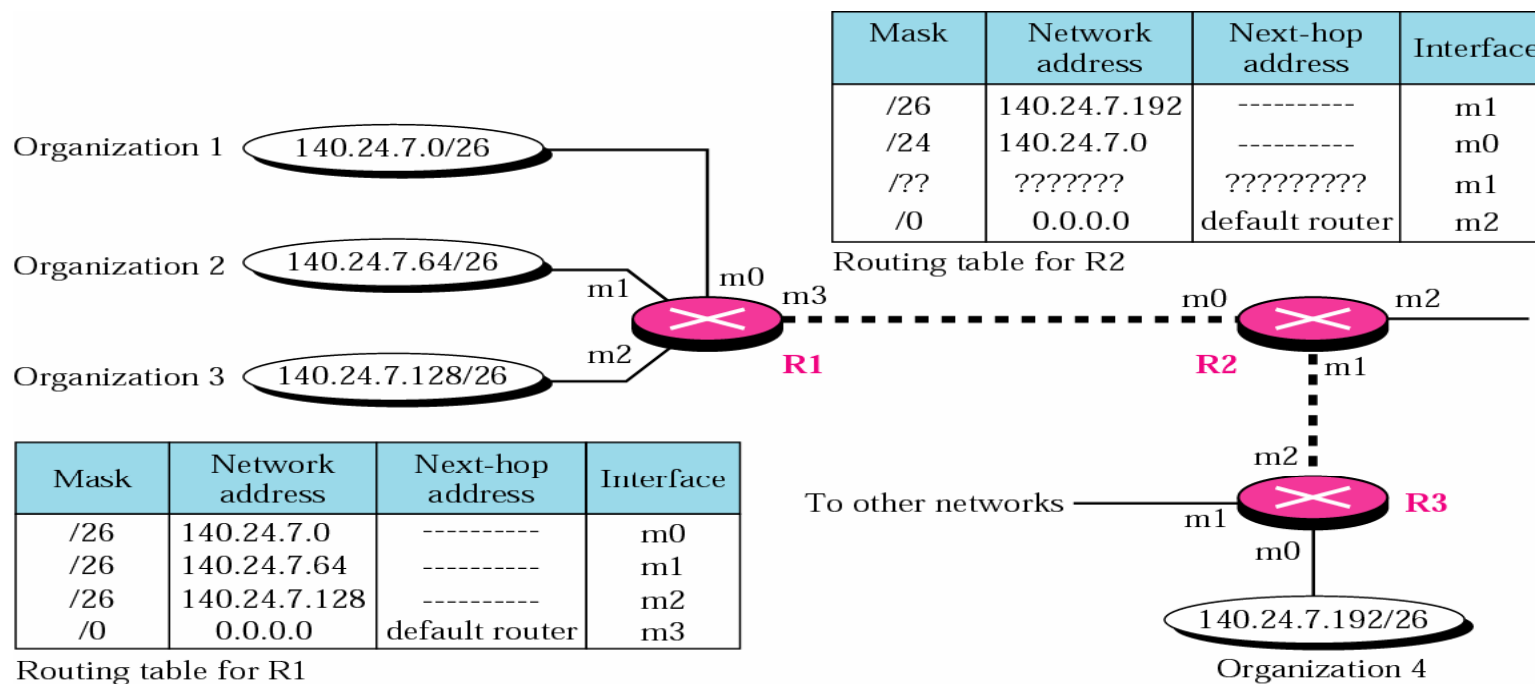 Mask Network address Next-hop address Interface
/26 140.24.7.192 ---------- m1
/24 140.24.7.0 ---------- m0
/?? ??????? ????????? m1
/0 0.0.0.0 default router m2
Routing table for R2
Organization 1 140.24.7.0/26
Organization 2 140.24.7.64/26
Organization 3 140.24.7.128/26
m0
m1
m2
m3
R1
m0
m2
R2
m1
m2
To other networks
m1
R3
m0
140.24.7.192/26
Organization 4
Mask Network address Next-hop address Interface
/26 140.24.7.0 ---------- m0
/26 140.24.7.64 ---------- m1
/26 140.24.7.128 ---------- m2
/0 0.0.0.0 default router m3
Routing table for R1